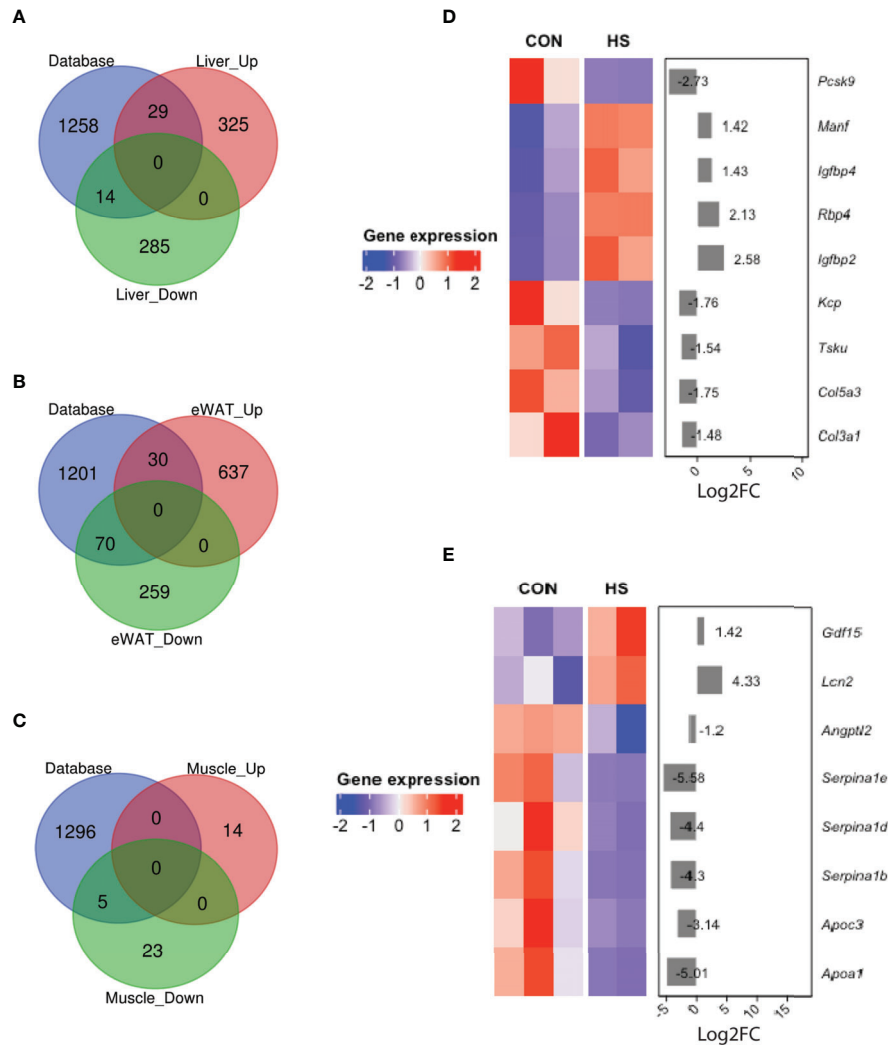 A
Database
Liver_Up
1258
29
325
0
14
0
285
Liver_Down
B
Database
eWAT_Up
1201
30
637
0
70
0
259
eWAT_Down
C
Database
Muscle_Up
1296
0
14
0
5
0
23
Muscle_Down
D
CON HS
Gene expression
-2 -1 0 1 2
-2.73 Pcsk9
1.42 Manf
1.43 Igfbp4
2.13 Rbp4
2.58 Igfbp2
-1.76 Kcp
-1.54 Tsku
-1.75 Col5a3
-1.48 Col3a1
0 5 10
Log2FC
E
CON HS
Gene expression
-2 -1 0 1 2
1.42 Gdf15
4.33 Lcn2
-1.2 Angptl2
-5.58 Serpina1e
-4.4 Serpina1d
-4.3 Serpina1b
-3.14 Apoc3
-5.01 Apoa1
-5 0 5 10 15
Log2FC